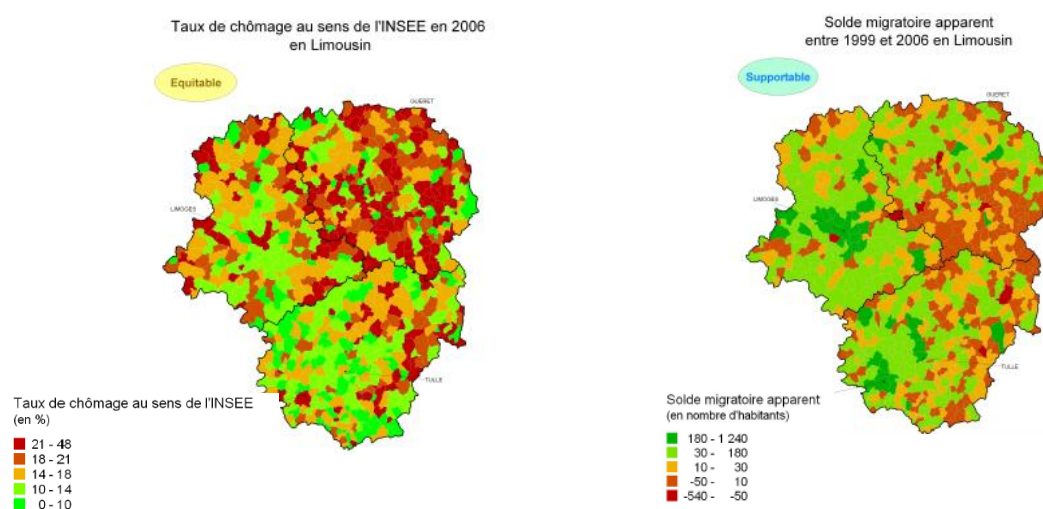 Taux de chômage au sens de l'INSEE en 2006
en Limousin
Equitable
GUERET
LIMOGES
TULLE
Taux de chômage au sens de l'INSEE
(en %)
21 - 48
18 - 21
14 - 18
10 - 14
0 - 10
Solde migratoire apparent
entre 1999 et 2006 en Limousin
Supportable
GUERET
LIMOGES
TULLE
Solde migratoire apparent
(en nombre d'habitants)
180 - 1 240
30 - 180
10 - 30
-50 - 10
-540 - -50